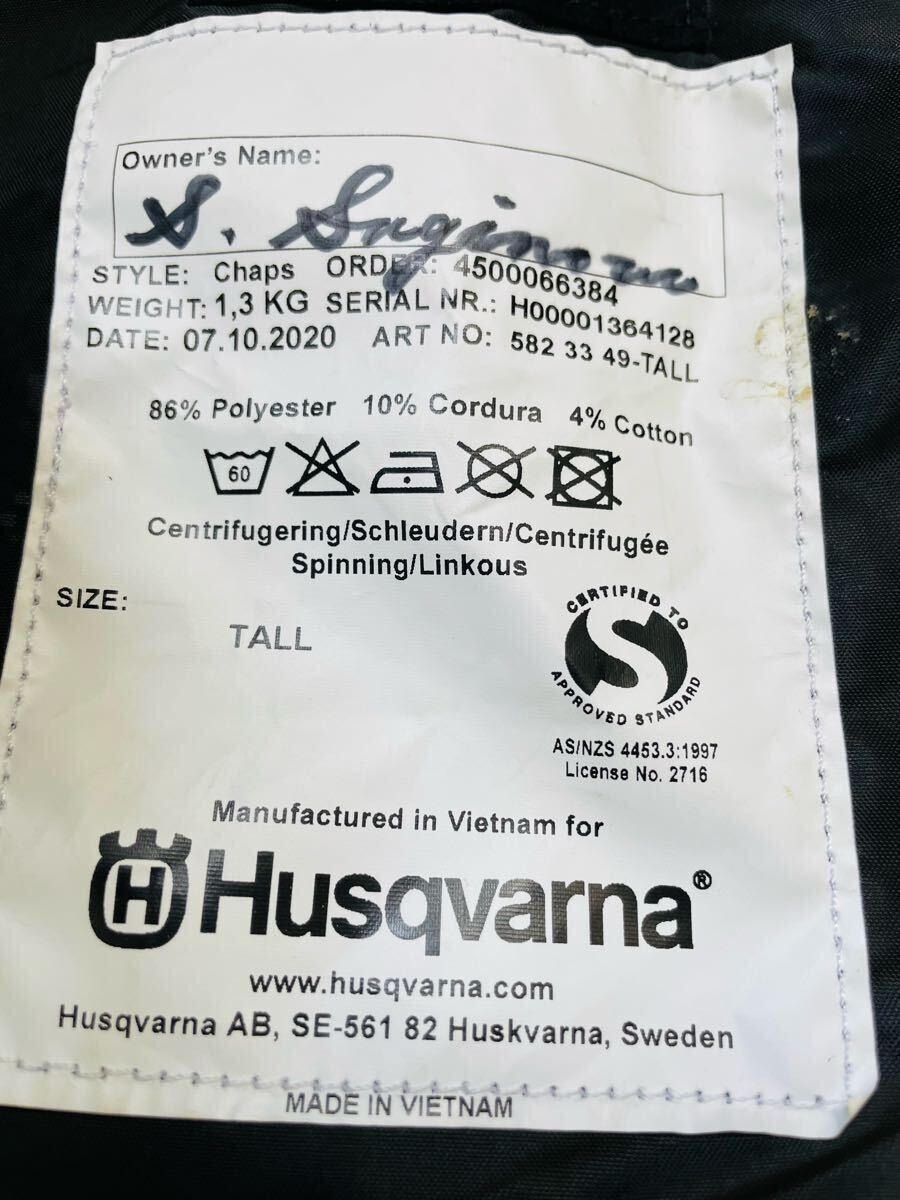 Owner's Name:
S.
STYLE: Chaps ORDER: 4500066384
WEIGHT: 1,3 KG SERIAL NR.: H00001364128
DATE: 07.10.2020 ART NO: 582 33 49-TALL
86% Polyester 10% Cordura 4% Cotton
60
Centrifugering/Schleudern/Centrifugée
Spinning/Linkous
SIZE:
TALL
CERTIFIED TO
S
APPROVED STANDARD
AS/NZS 4453.3:1997
License No. 2716
Manufactured in Vietnam for
H Husqvarna®
www.husqvarna.com
Husqvarna AB, SE-561 82 Huskvarna, Sweden
MADE IN VIETNAM